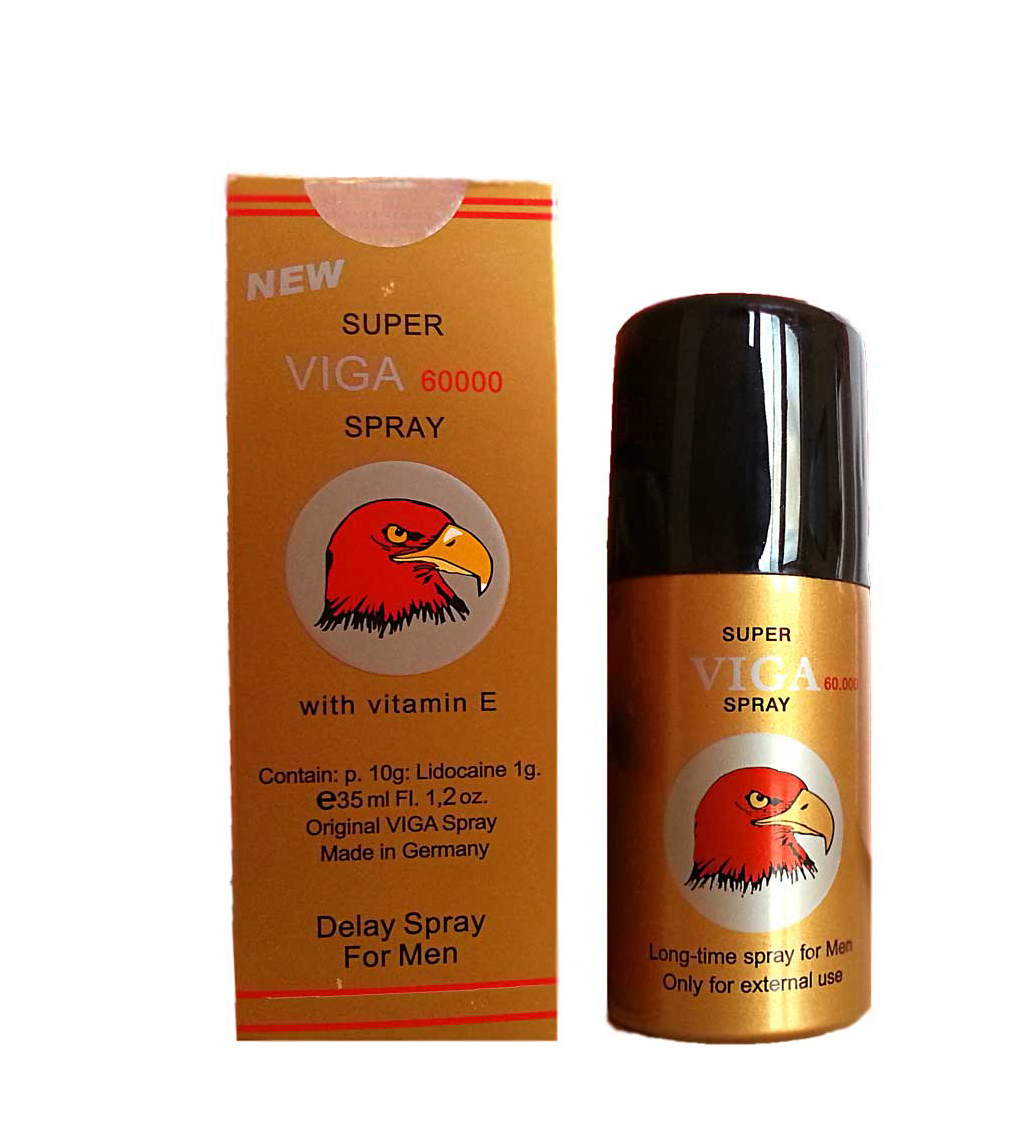 NEW
SUPER
VIGA 60000
SPRAY
with vitamin E
Contain: p. 10g: Lidocaine 1g.
e35 ml Fl. 1,2 oz.
Original VIGA Spray
Made in Germany
Delay Spray
For Men
SUPER
VIGA 60.000
SPRAY
Long-time spray for Men
Only for external use